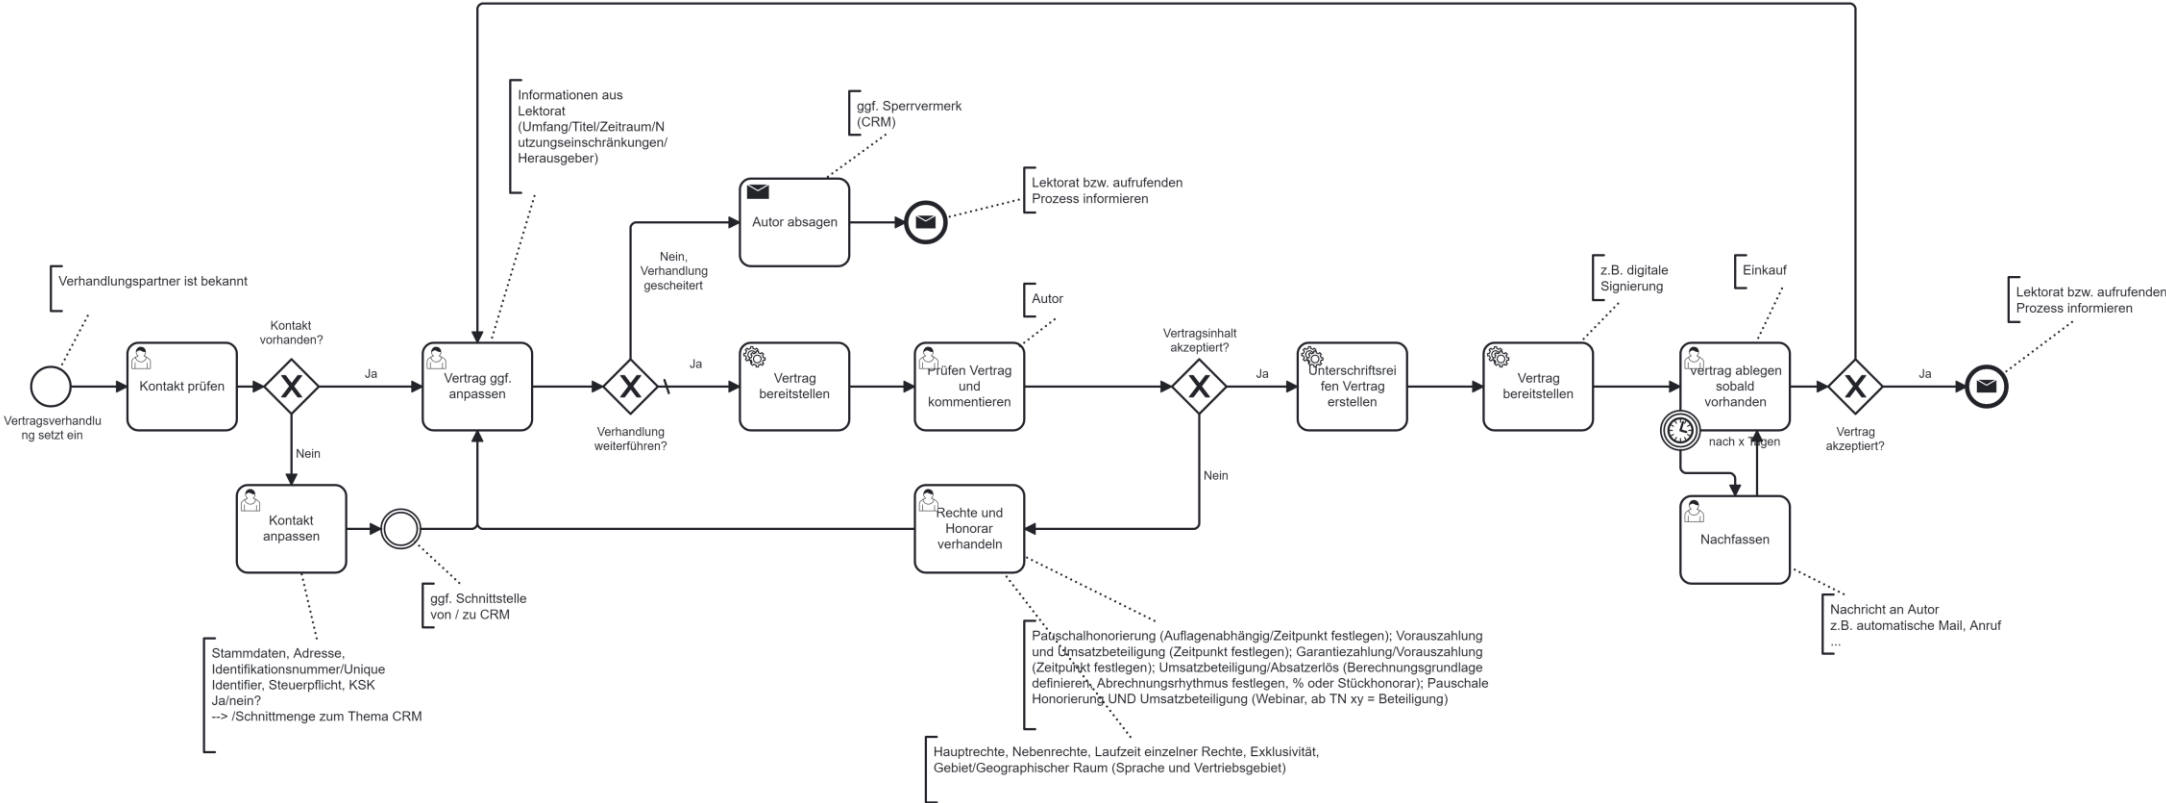 Informationen aus
Lektorat
(Umfang/Titel/Zeitraum/N
utzungseinschränkungen/
Herausgeber)
ggf. Sperrvermerk
(CRM)
Autor absagen
Lektorat bzw. aufrufenden
Prozess informieren
Nein,
Verhandlung
gescheitert
Verhandlungspartner ist bekannt
Vertragsverhandlu
ng setzt ein
Kontakt prüfen
Kontakt
vorhanden?
X
Ja
Nein
Kontakt
anpassen
Stammdaten, Adresse,
Identifikationsnummer/Unique
Identifier, Steuerpflicht, KSK
Ja/nein?
--> /Schnittmenge zum Thema CRM
ggf. Schnittstelle
von / zu CRM
Vertrag ggf.
anpassen
X
Verhandlung
weiterführen?
Ja
Vertrag
bereitstellen
Autor
Prüfen Vertrag
und
kommentieren
Vertragsinhalt
akzeptiert?
X
Ja
Nein
Rechte und
Honorar
verhandeln
Pauschalhonorierung (Auflagenabhängig/Zeitpunkt festlegen); Vorauszahlung
und Umsatzbeteiligung (Zeitpunkt festlegen); Garantiezahlung/Vorauszahlung
(Zeitpunkt festlegen); Umsatzbeteiligung/Absatzerlös (Berechnungsgrundlage
definieren, Abrechnungsrhythmus festlegen, % oder Stückhonorar); Pauschale
Honorierung UND Umsatzbeteiligung (Webinar, ab TN xy = Beteiligung)
Hauptrechte, Nebenrechte, Laufzeit einzelner Rechte, Exklusivität,
Gebiet/Geographischer Raum (Sprache und Vertriebsgebiet)
Unterschriftsrei
fen Vertrag
erstellen
z.B. digitale
Signierung
Vertrag
bereitstellen
Einkauf
Vertrag ablegen
sobald
vorhanden
nach x Tagen
Nachfassen
Nachricht an Autor
z.B. automatische Mail, Anruf
...
X
Vertrag
akzeptiert?
Ja
Lektorat bzw. aufrufenden
Prozess informieren